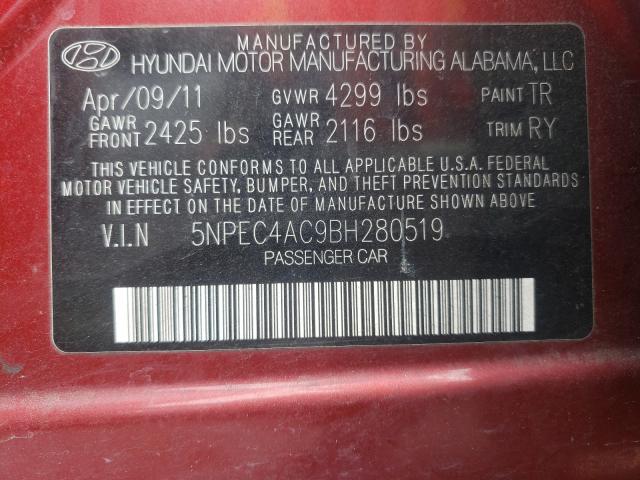 MANUFACTURED BY
HYUNDAI MOTOR MANUFACTURING ALABAMA, LLC
Apr/09/11 GVWR 4299 lbs PAINT TR
GAWR FRONT 2425 lbs GAWR REAR 2116 lbs TRIM RY
THIS VEHICLE CONFORMS TO ALL APPLICABLE U.S.A. FEDERAL
MOTOR VEHICLE SAFETY, BUMPER, AND THEFT PREVENTION STANDARDS
IN EFFECT ON THE DATE OF MANUFACTURE SHOWN ABOVE.
V.I.N 5NPEC4AC9BH280519
PASSENGER CAR